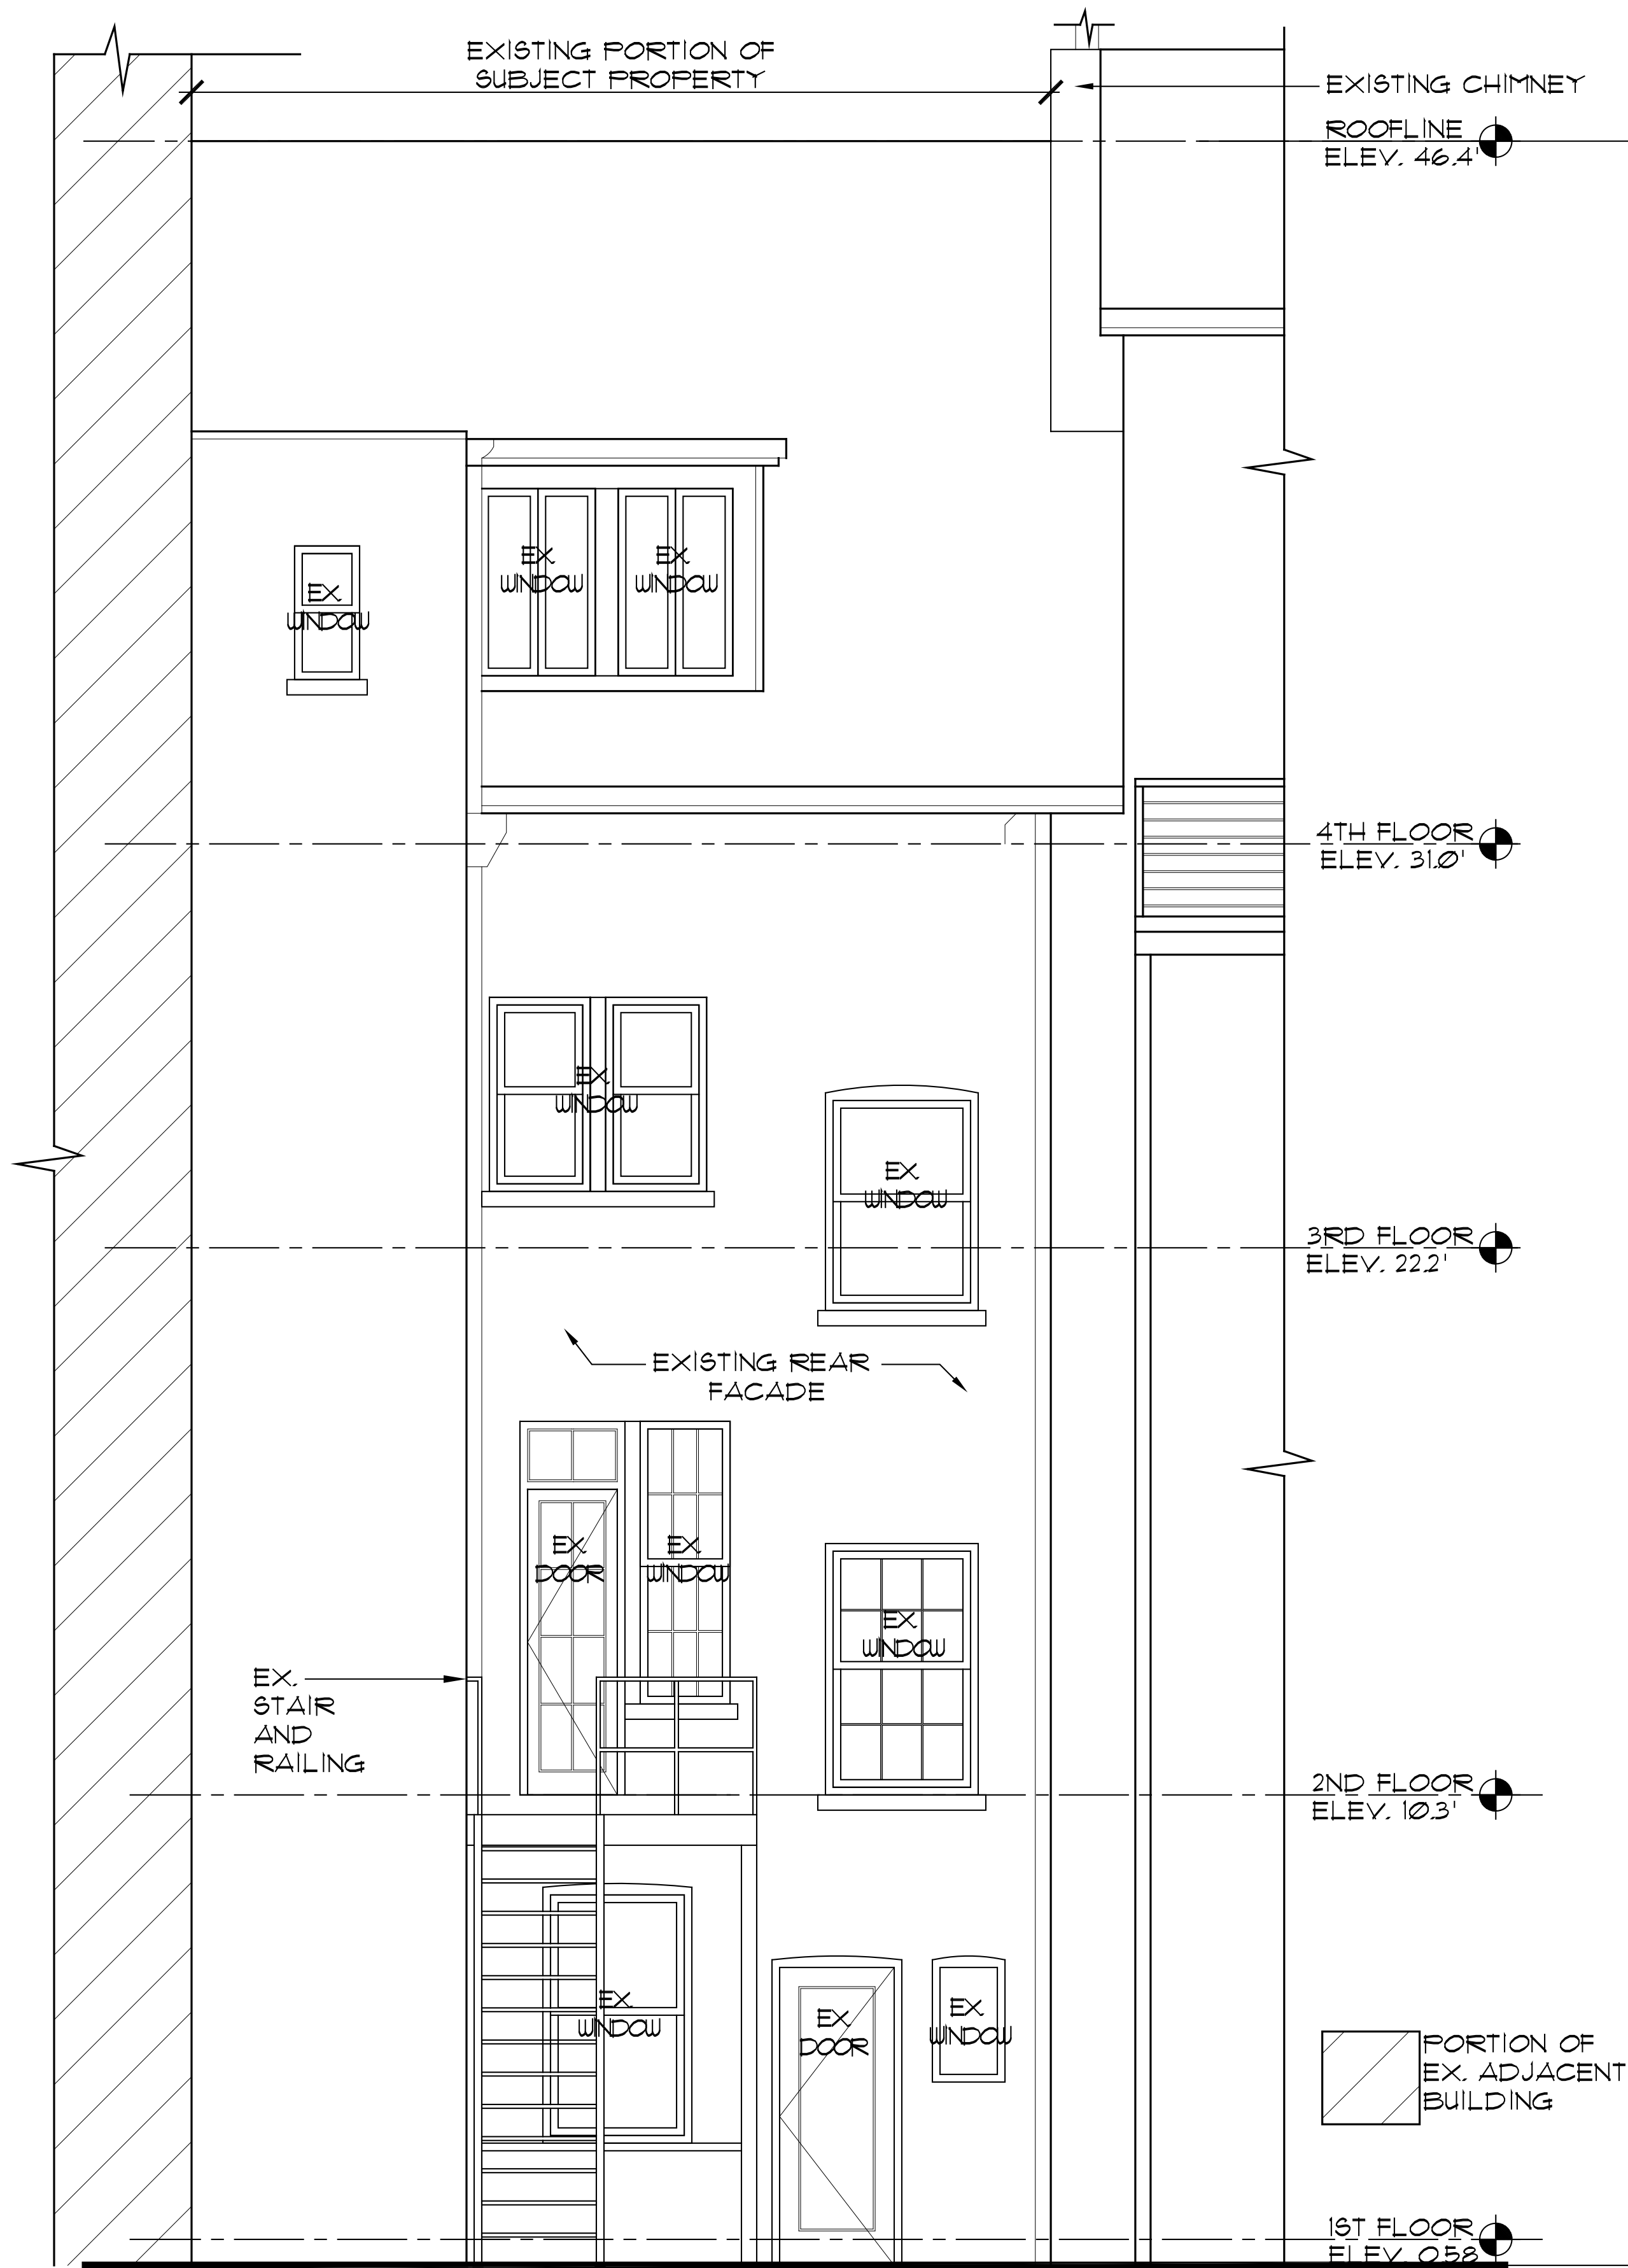 EXISTING PORTION OF
SUBJECT PROPERTY
EXISTING CHIMNEY
ROOFLINE
ELEV. 46.4'
EX.
WINDOW
EX.
WINDOW
EX.
WINDOW
4TH FLOOR
ELEV. 31.0'
EX.
WINDOW
EX.
WINDOW
3RD FLOOR
ELEV. 22.2'
EXISTING REAR
FACADE
EX.
DOOR
EX.
WINDOW
EX.
WINDOW
EX.
STAIR
AND
RAILING
2ND FLOOR
ELEV. 10.3'
EX.
WINDOW
EX.
DOOR
EX.
WINDOW
PORTION OF
EX. ADJACENT
BUILDING
1ST FLOOR
ELEV. 0.58